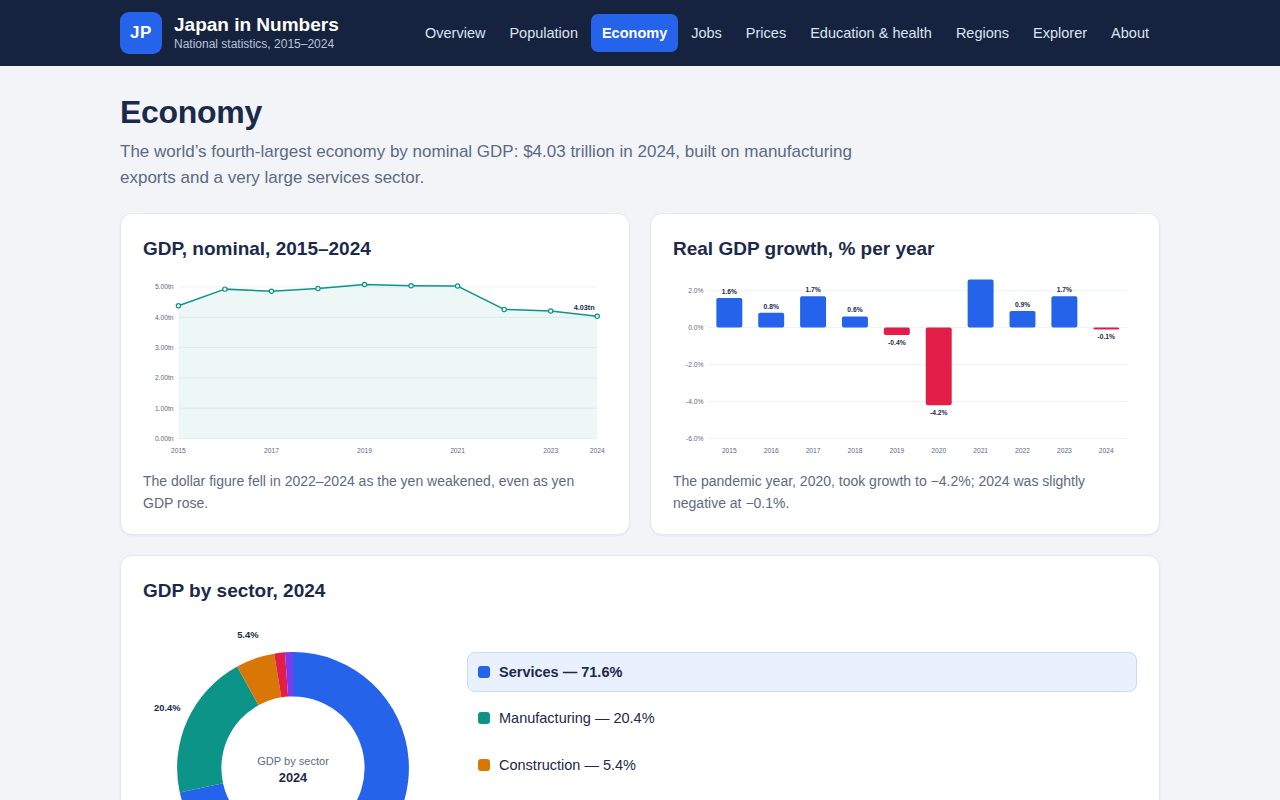 JP
Japan in Numbers
National statistics, 2015–2024
Overview
Population
Economy
Jobs
Prices
Education & health
Regions
Explorer
About
Economy
The world’s fourth-largest economy by nominal GDP: $4.03 trillion in 2024, built on manufacturing
exports and a very large services sector.
GDP, nominal, 2015–2024
5.00tn
4.00tn
3.00tn
2.00tn
1.00tn
0.00tn
4.03tn
2015
2017
2019
2021
2023
2024
The dollar figure fell in 2022–2024 as the yen weakened, even as yen
GDP rose.
Real GDP growth, % per year
2.0%
0.0%
-2.0%
-4.0%
-6.0%
1.6%
0.8%
1.7%
0.6%
-0.4%
-4.2%
0.9%
1.7%
-0.1%
2015
2016
2017
2018
2019
2020
2021
2022
2023
2024
The pandemic year, 2020, took growth to −4.2%; 2024 was slightly
negative at −0.1%.
GDP by sector, 2024
5.4%
20.4%
GDP by sector
2024
Services — 71.6%
Manufacturing — 20.4%
Construction — 5.4%